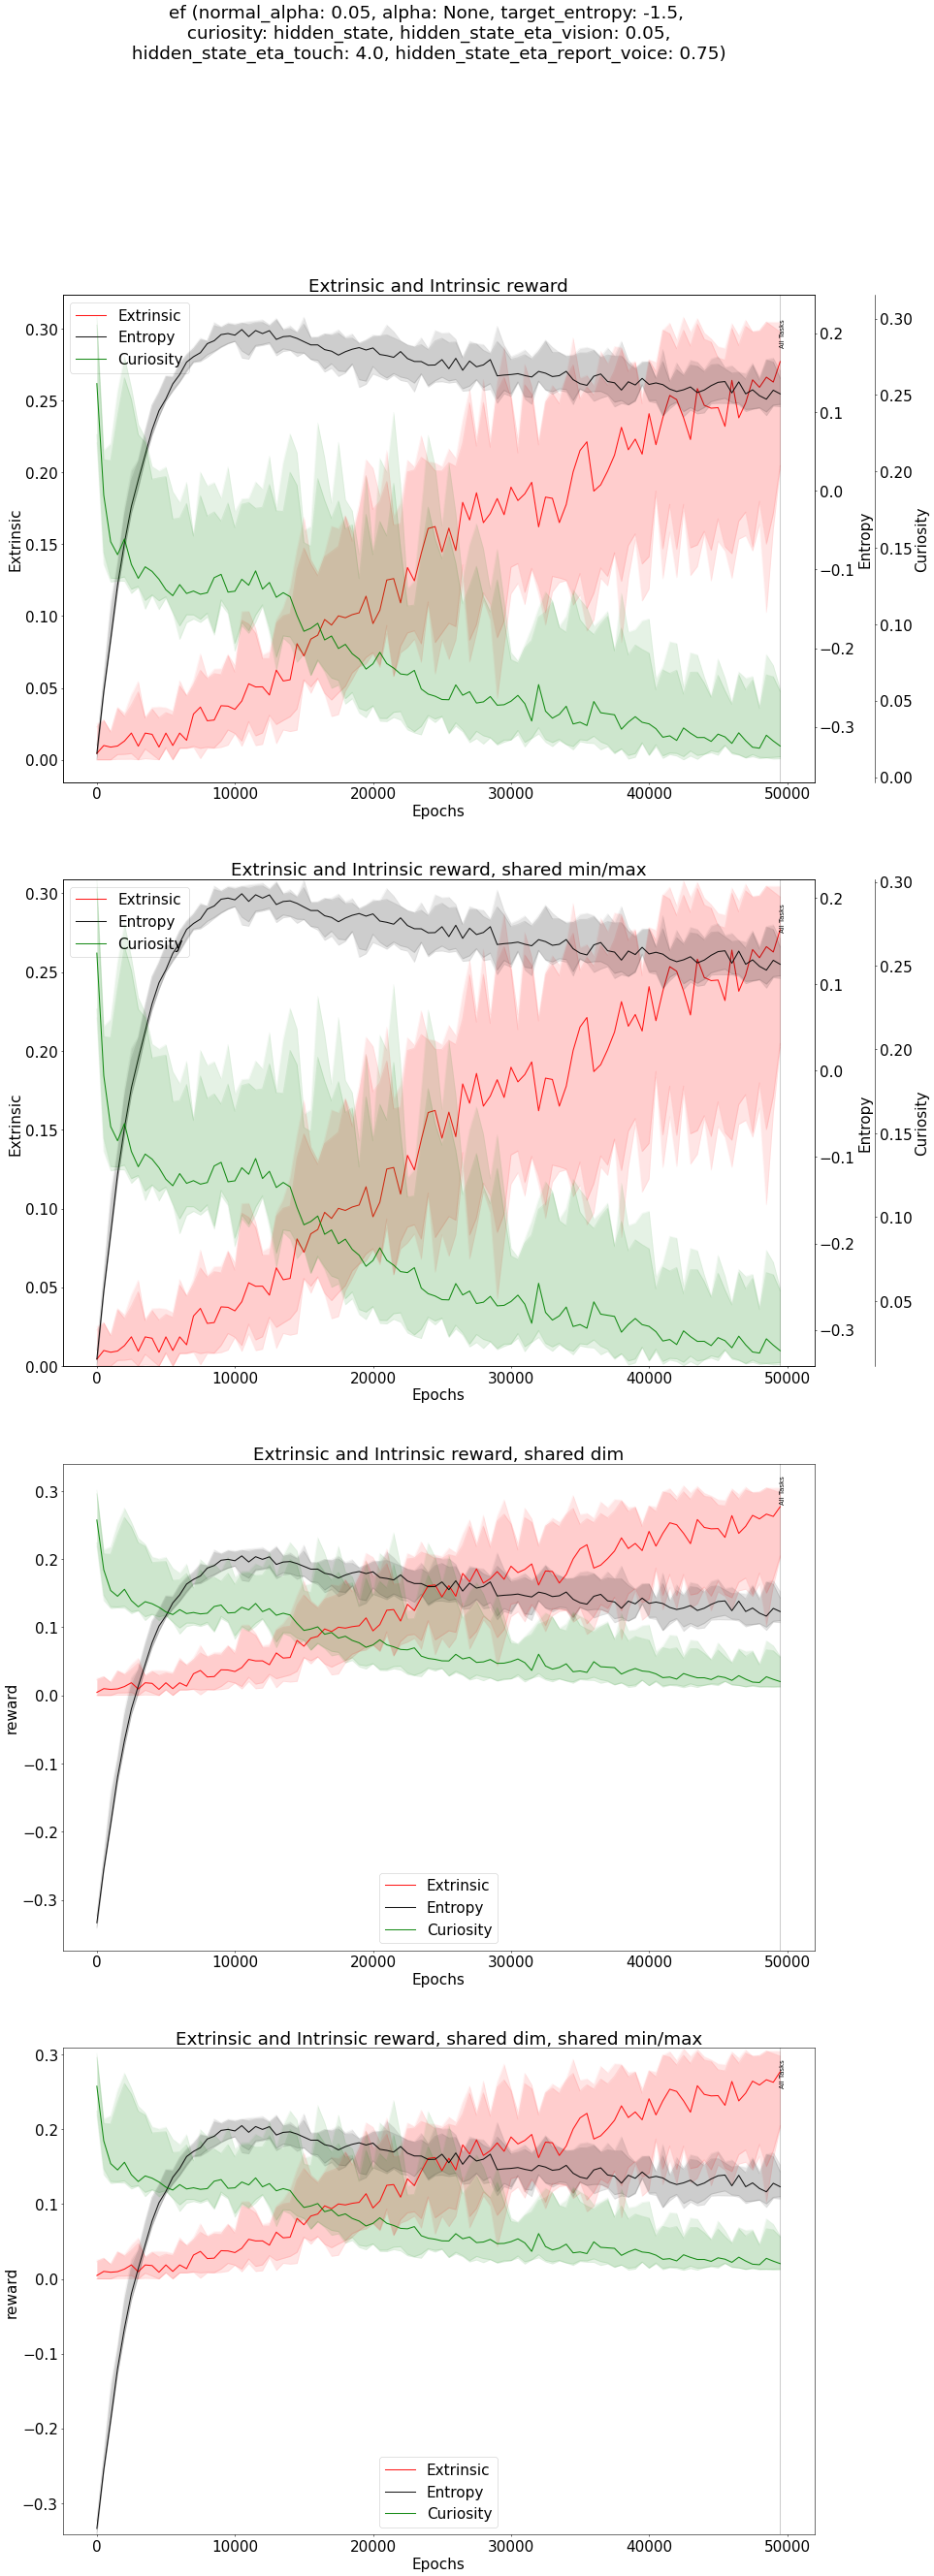 ef (normal_alpha: 0.05, alpha: None, target_entropy: -1.5,
curiosity: hidden_state, hidden_state_eta_vision: 0.05,
hidden_state_eta_touch: 4.0, hidden_state_eta_report_voice: 0.75)
Extrinsic and Intrinsic reward
Extrinsic
Entropy
Curiosity
All Tasks
0.30
0.25
0.20
0.15
0.10
0.05
0.00
Extrinsic
0.2
0.1
0.0
−0.1
−0.2
−0.3
Entropy
0.30
0.25
0.20
0.15
0.10
0.05
0.00
Curiosity
0 10000 20000 30000 40000 50000
Epochs
Extrinsic and Intrinsic reward, shared min/max
Extrinsic
Entropy
Curiosity
All Tasks
0.30
0.25
0.20
0.15
0.10
0.05
0.00
Extrinsic
0.2
0.1
0.0
−0.1
−0.2
−0.3
Entropy
0.30
0.25
0.20
0.15
0.10
0.05
Curiosity
0 10000 20000 30000 40000 50000
Epochs
Extrinsic and Intrinsic reward, shared dim
All Tasks
0.3
0.2
0.1
0.0
−0.1
−0.2
−0.3
reward
Extrinsic
Entropy
Curiosity
0 10000 20000 30000 40000 50000
Epochs
Extrinsic and Intrinsic reward, shared dim, shared min/max
All Tasks
0.3
0.2
0.1
0.0
−0.1
−0.2
−0.3
reward
Extrinsic
Entropy
Curiosity
0 10000 20000 30000 40000 50000
Epochs